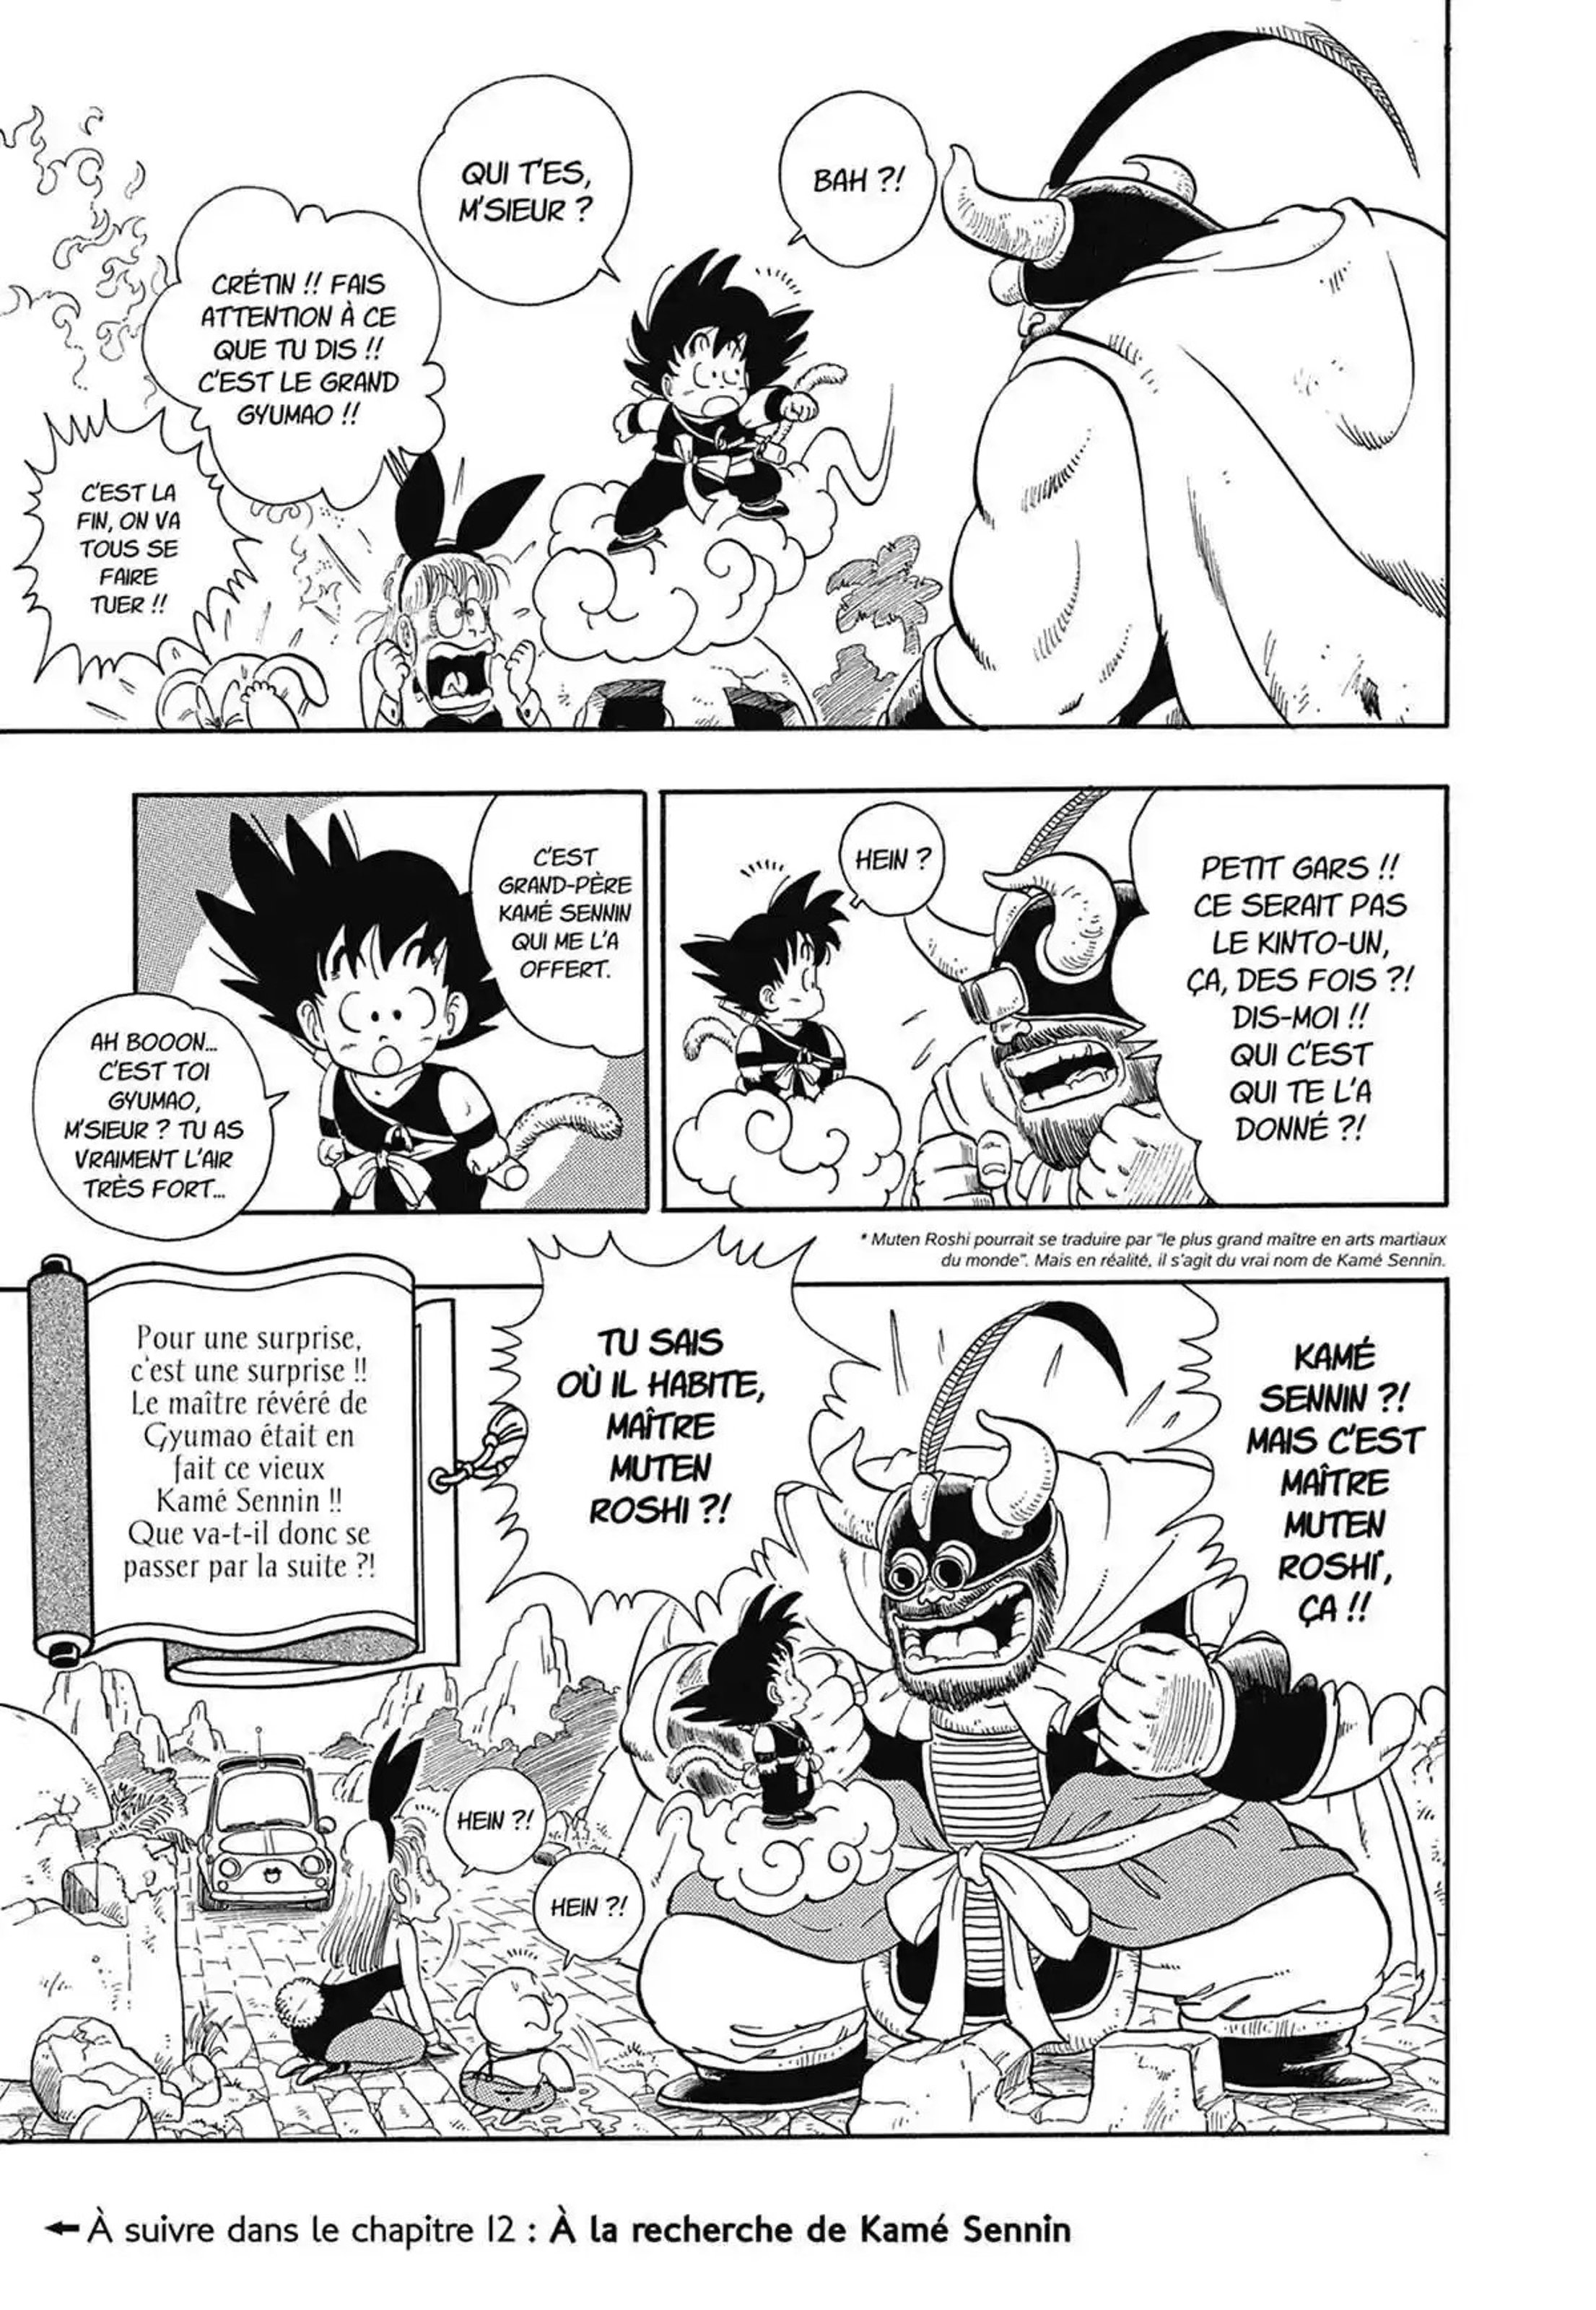 BAH ?!
QUI T'ES,
M'SIEUR ?
CRÉTIN !! FAIS
ATTENTION À CE
QUE TU DIS !!
C'EST LE GRAND
GYUMAO !!
C'EST LA
FIN, ON VA
TOUS SE
FAIRE
TUER !!
PETIT GARS !!
CE SERAIT PAS
LE KINTO-UN,
ÇA, DES FOIS ?!
DIS-MOI !!
QUI C'EST
QUI TE L'A
DONNÉ ?!
HEIN ?
C'EST
GRAND-PÈRE
KAMÉ SENNIN
QUI ME L'A
OFFERT.
AH BOOON...
C'EST TOI
GYUMAO,
M'SIEUR ? TU AS
VRAIMENT L'AIR
TRÈS FORT...
* Muten Roshi pourrait se traduire par "le plus grand maître en arts martiaux
du monde". Mais en réalité, il s'agit du vrai nom de Kamé Sennin.
KAMÉ
SENNIN ?!
MAIS C'EST
MAÎTRE
MUTEN
ROSHI*,
ÇA !!
TU SAIS
OÙ IL HABITE,
MAÎTRE
MUTEN
ROSHI ?!
HEIN ?!
HEIN ?!
Pour une surprise,
c'est une surprise !!
Le maître révéré de
Gyumao était en
fait ce vieux
Kamé Sennin !!
Que va-t-il donc se
passer par la suite ?!
← À suivre dans le chapitre 12 : À la recherche de Kamé Sennin